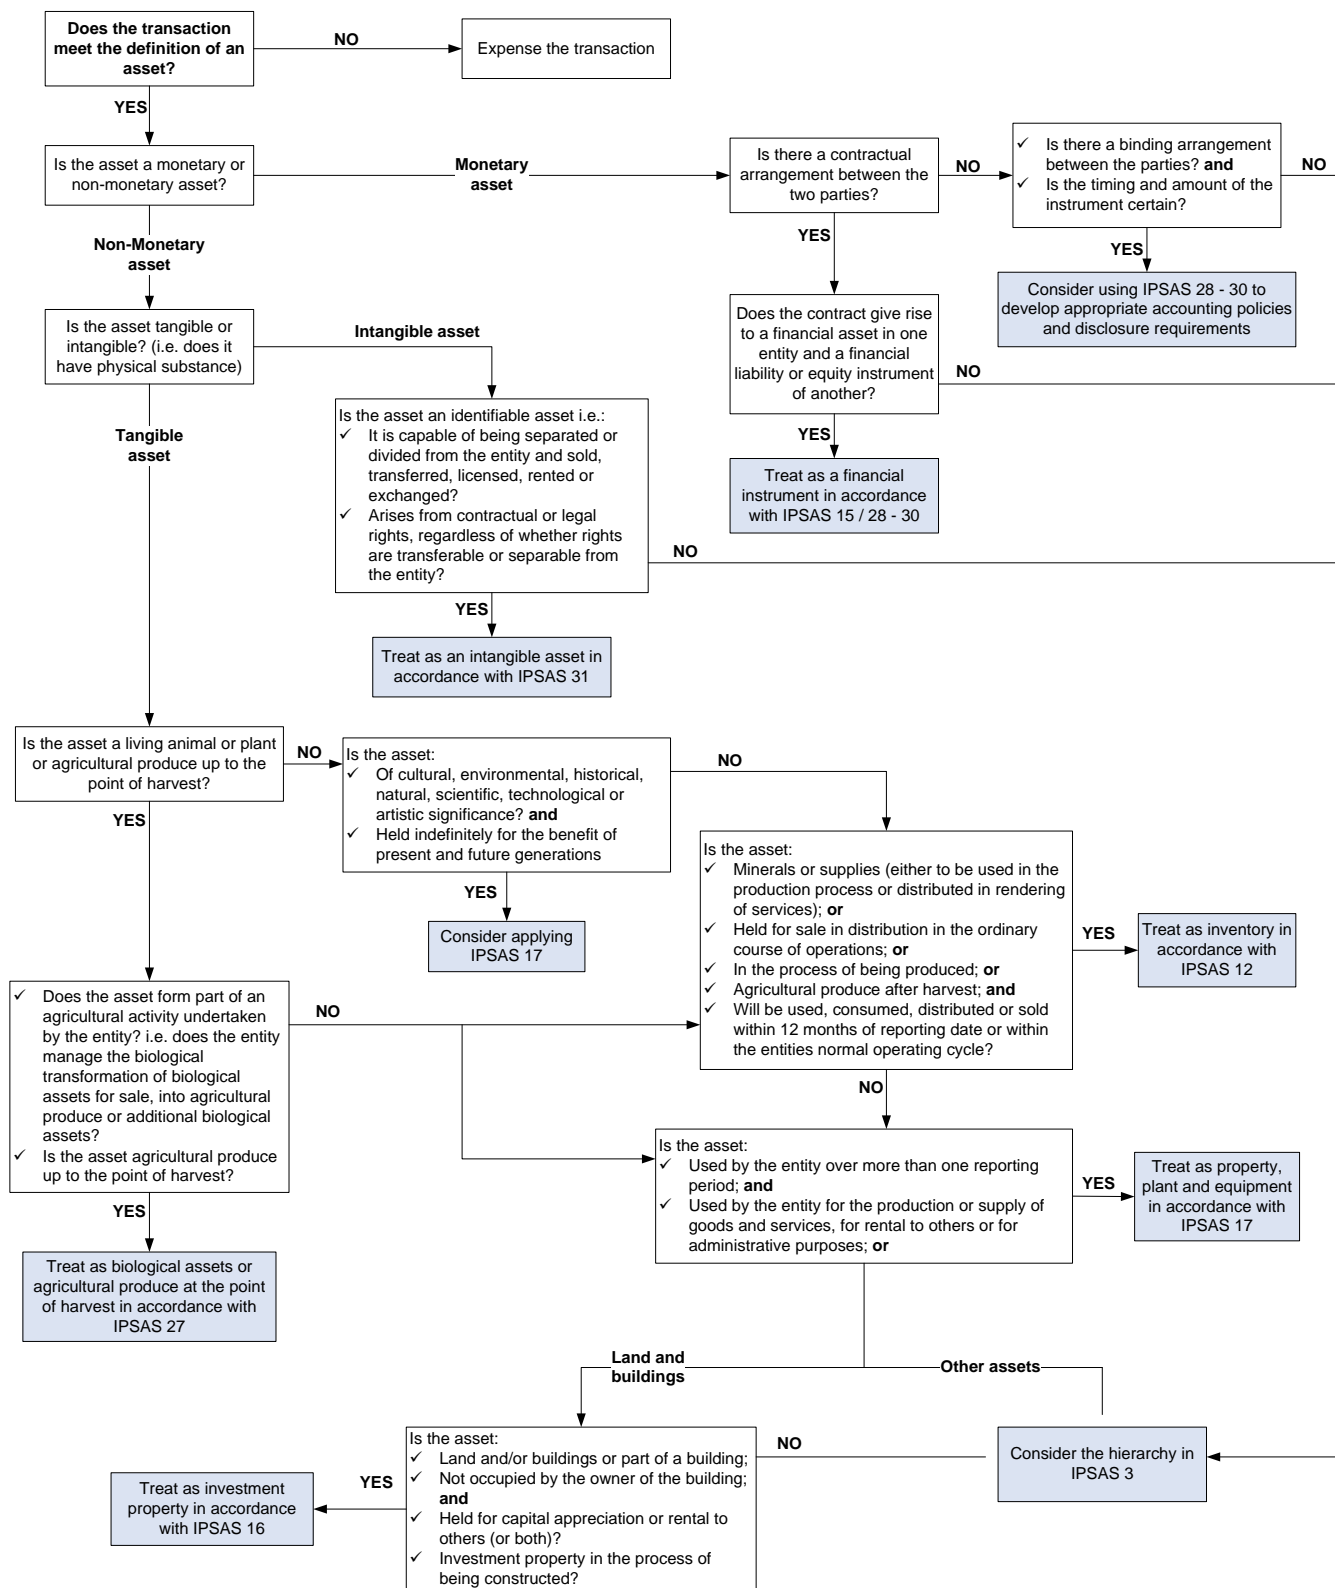 Does the transaction
meet the definition of an
asset?
NO
Expense the transaction
YES
Is the asset a monetary or
non-monetary asset?
Monetary
asset
Is there a contractual
arrangement between the
two parties?
NO
✓ Is there a binding arrangement
between the parties? and
✓ Is the timing and amount of the
instrument certain?
NO
YES
YES
Non-Monetary
asset
Consider using IPSAS 28 - 30 to
develop appropriate accounting policies
and disclosure requirements
Is the asset tangible or
intangible? (i.e. does it
have physical substance)
Intangible asset
Does the contract give rise
to a financial asset in one
entity and a financial
liability or equity instrument
of another?
NO
Tangible
asset
Is the asset an identifiable asset i.e.:
✓ It is capable of being separated or
divided from the entity and sold,
transferred, licensed, rented or
exchanged?
✓ Arises from contractual or legal
rights, regardless of whether rights
are transferable or separable from
the entity?
YES
Treat as a financial
instrument in accordance
with IPSAS 15 / 28 - 30
NO
YES
Treat as an intangible asset in
accordance with IPSAS 31
Is the asset a living animal or plant
or agricultural produce up to the
point of harvest?
NO
Is the asset:
✓ Of cultural, environmental, historical,
natural, scientific, technological or
artistic significance? and
✓ Held indefinitely for the benefit of
present and future generations
NO
YES
YES
Consider applying
IPSAS 17
Is the asset:
✓ Minerals or supplies (either to be used in the
production process or distributed in rendering
of services); or
✓ Held for sale in distribution in the ordinary
course of operations; or
✓ In the process of being produced; or
✓ Agricultural produce after harvest; and
✓ Will be used, consumed, distributed or sold
within 12 months of reporting date or within
the entities normal operating cycle?
YES
Treat as inventory in
accordance with
IPSAS 12
✓ Does the asset form part of an
agricultural activity undertaken
by the entity? i.e. does the entity
manage the biological
transformation of biological
assets for sale, into agricultural
produce or additional biological
assets?
✓ Is the asset agricultural produce
up to the point of harvest?
NO
NO
Is the asset:
✓ Used by the entity over more than one reporting
period; and
✓ Used by the entity for the production or supply of
goods and services, for rental to others or for
administrative purposes; or
YES
Treat as property,
plant and equipment
in accordance with
IPSAS 17
YES
Treat as biological assets or
agricultural produce at the point
of harvest in accordance with
IPSAS 27
Land and
buildings
Other assets
Is the asset:
✓ Land and/or buildings or part of a building;
✓ Not occupied by the owner of the building;
and
✓ Held for capital appreciation or rental to
others (or both)?
✓ Investment property in the process of
being constructed?
NO
Consider the hierarchy in
IPSAS 3
YES
Treat as investment
property in accordance
with IPSAS 16